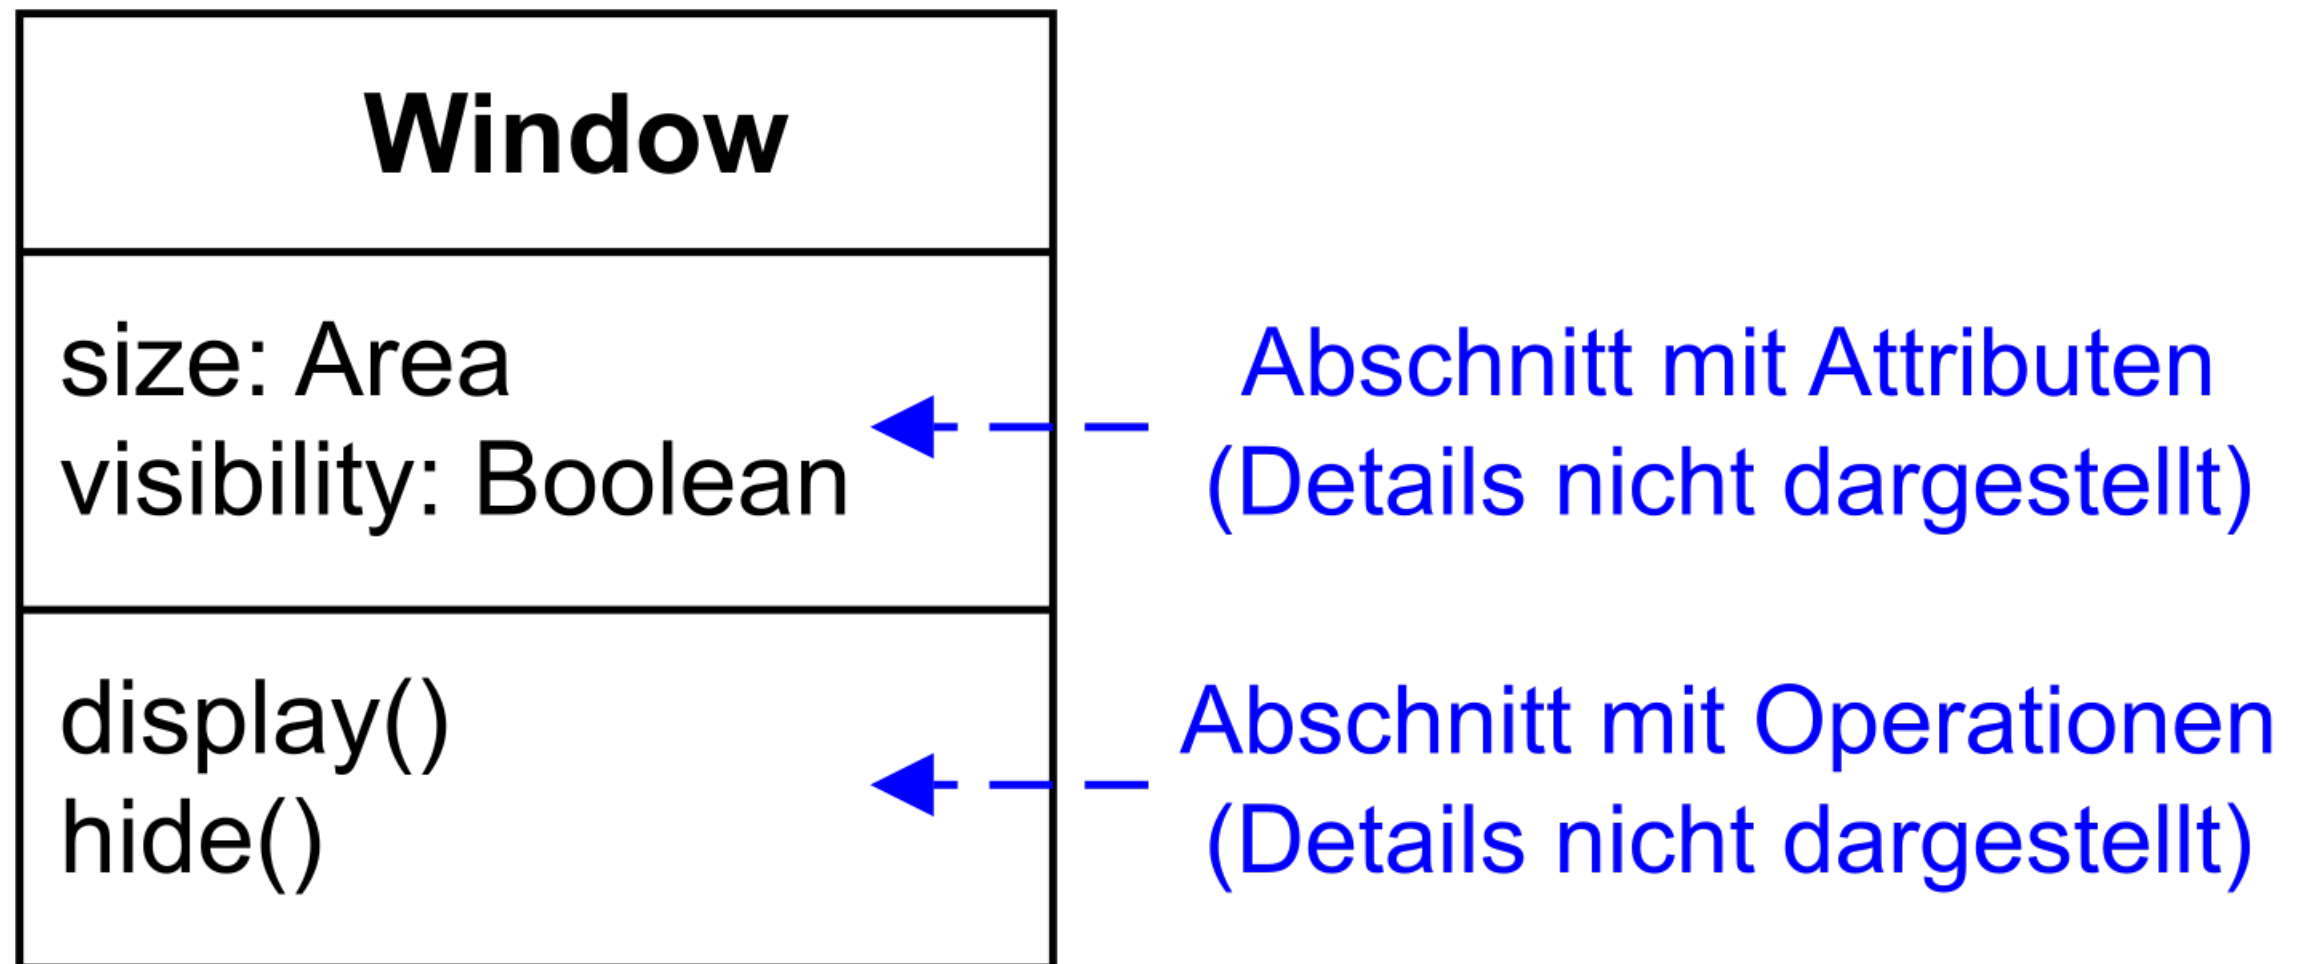 Window
size: Area
visibility: Boolean
Abschnitt mit Attributen
(Details nicht dargestellt)
display()
hide()
Abschnitt mit Operationen
(Details nicht dargestellt)